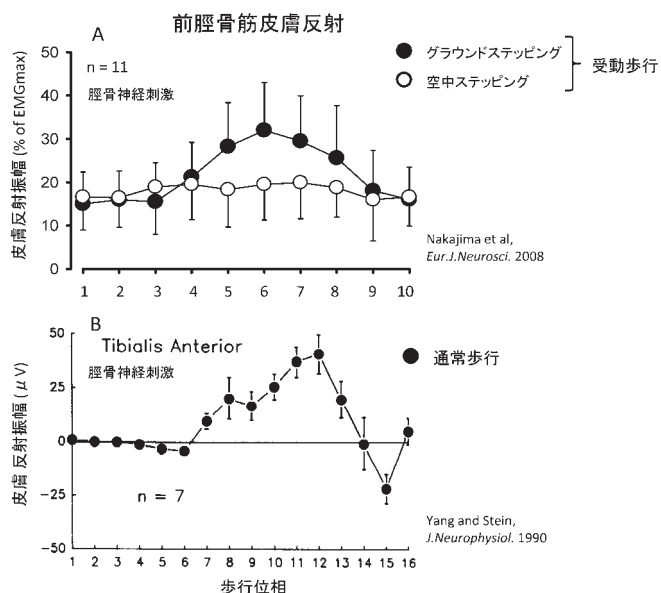 前脛骨筋皮膚反射
A
n = 11
脛骨神経刺激
グラウンドステッピング
空中ステッピング
受動歩行
皮膚反射振幅 (% of EMGmax)
50
40
30
20
10
0
1 2 3 4 5 6 7 8 9 10
Nakajima et al,
Eur.J.Neurosci. 2008
B
Tibialis Anterior
脛骨神経刺激
通常歩行
皮膚反射振幅 (μV)
50
25
0
-25
-50
n = 7
1 2 3 4 5 6 7 8 9 10 11 12 13 14 15 16
歩行位相
Yang and Stein,
J.Neurophysiol. 1990